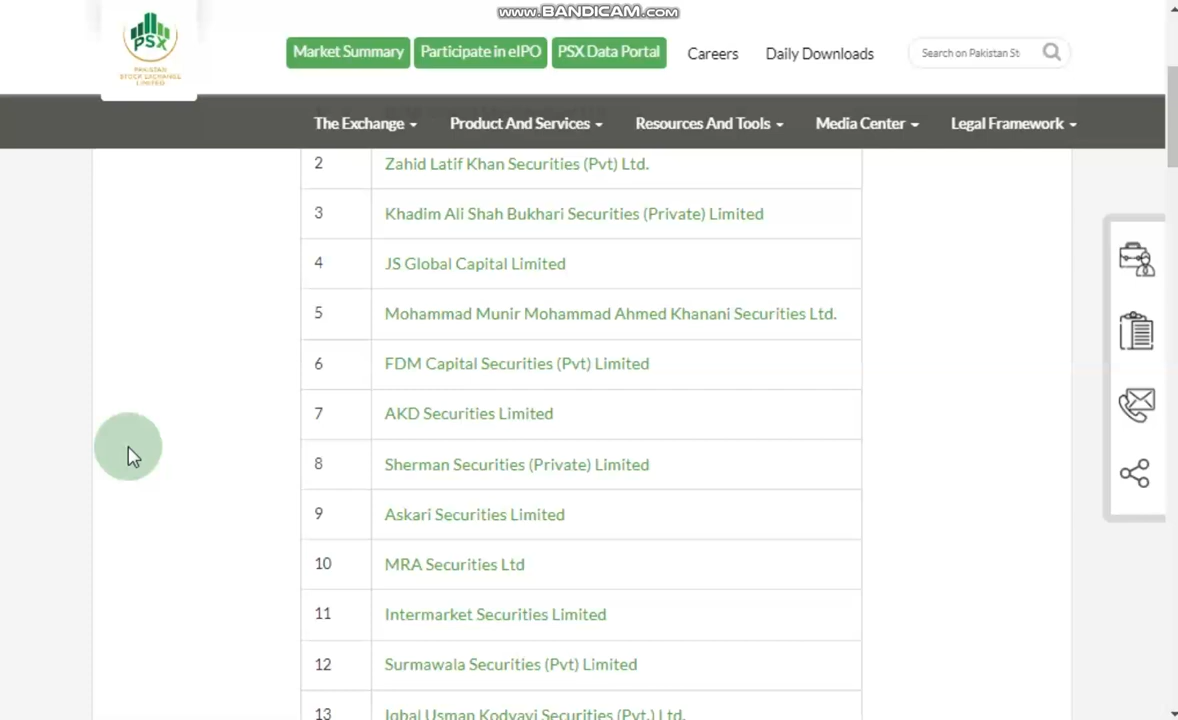 www.BANDICAM.com
PSX
PAKISTAN
STOCK EXCHANGE
LIMITED
Market Summary
Participate in eIPO
PSX Data Portal
Careers
Daily Downloads
Search on Pakistan St
The Exchange
Product And Services
Resources And Tools
Media Center
Legal Framework
2 Zahid Latif Khan Securities (Pvt) Ltd.
3 Khadim Ali Shah Bukhari Securities (Private) Limited
4 JS Global Capital Limited
5 Mohammad Munir Mohammad Ahmed Khanani Securities Ltd.
6 FDM Capital Securities (Pvt) Limited
7 AKD Securities Limited
8 Sherman Securities (Private) Limited
9 Askari Securities Limited
10 MRA Securities Ltd
11 Intermarket Securities Limited
12 Surmawala Securities (Pvt) Limited
13 Iqbal Usman Kodvavi Securities (Pvt.) Ltd.